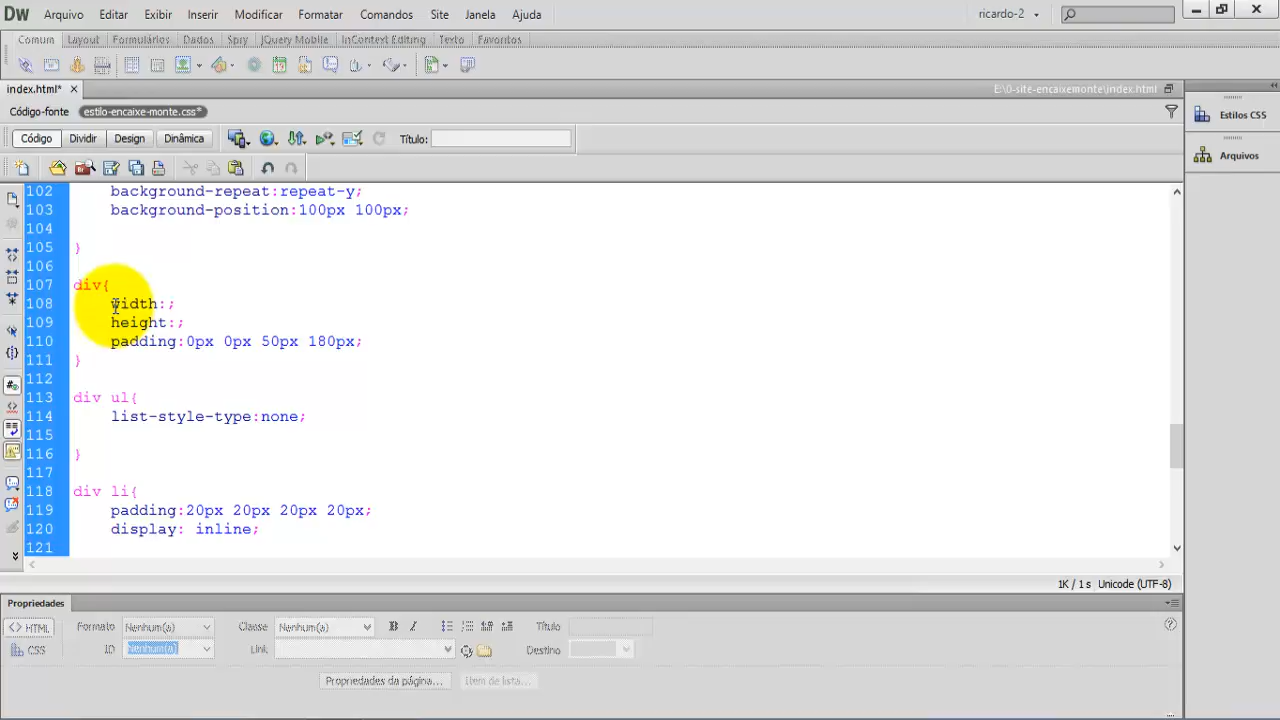 DW Arquivo Editar Exibir Inserir Modificar Formatar Comandos Site Janela Ajuda ricardo-2
Comum Layout Formulários Dados Spry jQuery Mobile InContext Editing Texto Favoritos
index.html* E:\0-site-encaixemonte\index.html
Código-fonte estilo-encaixe-monte.css*
Estilos CSS
Código Dividir Design Dinâmica Título:
Arquivos
102 background-repeat:repeat-y;
103 background-position:100px 100px;
104
105 }
106
107 div{
108 width:;
109 height:;
110 padding:0px 0px 50px 180px;
111 }
112
113 div ul{
114 list-style-type:none;
115
116 }
117
118 div li{
119 padding:20px 20px 20px 20px;
120 display: inline;
121
1K / 1 s Unicode (UTF-8)
Propriedades
<> HTML Formato Nenhum(a) Classe Nenhum(a) B I Título
CSS ID Nenhum(a) Link Destino
Propriedades da página... Item de lista...